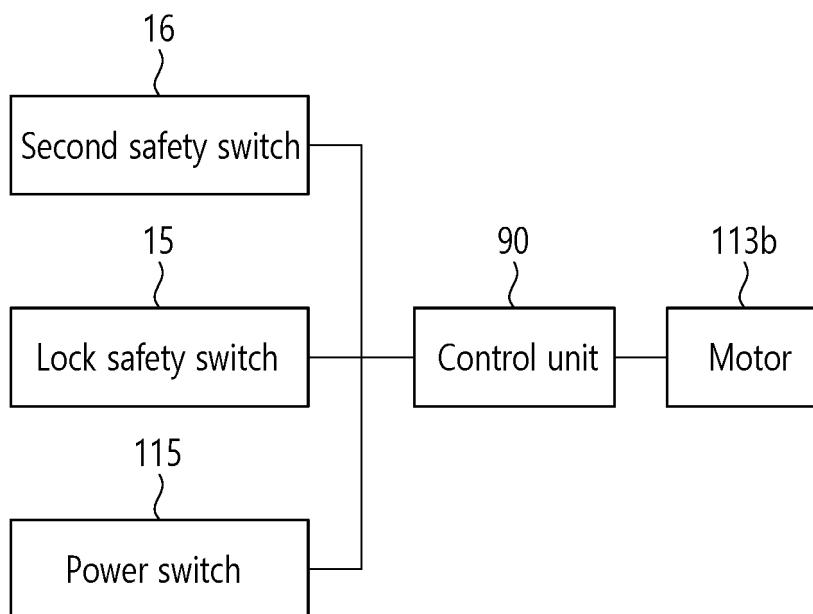 16
Second safety switch
15
Lock safety switch
90
Control unit
113b
Motor
115
Power switch